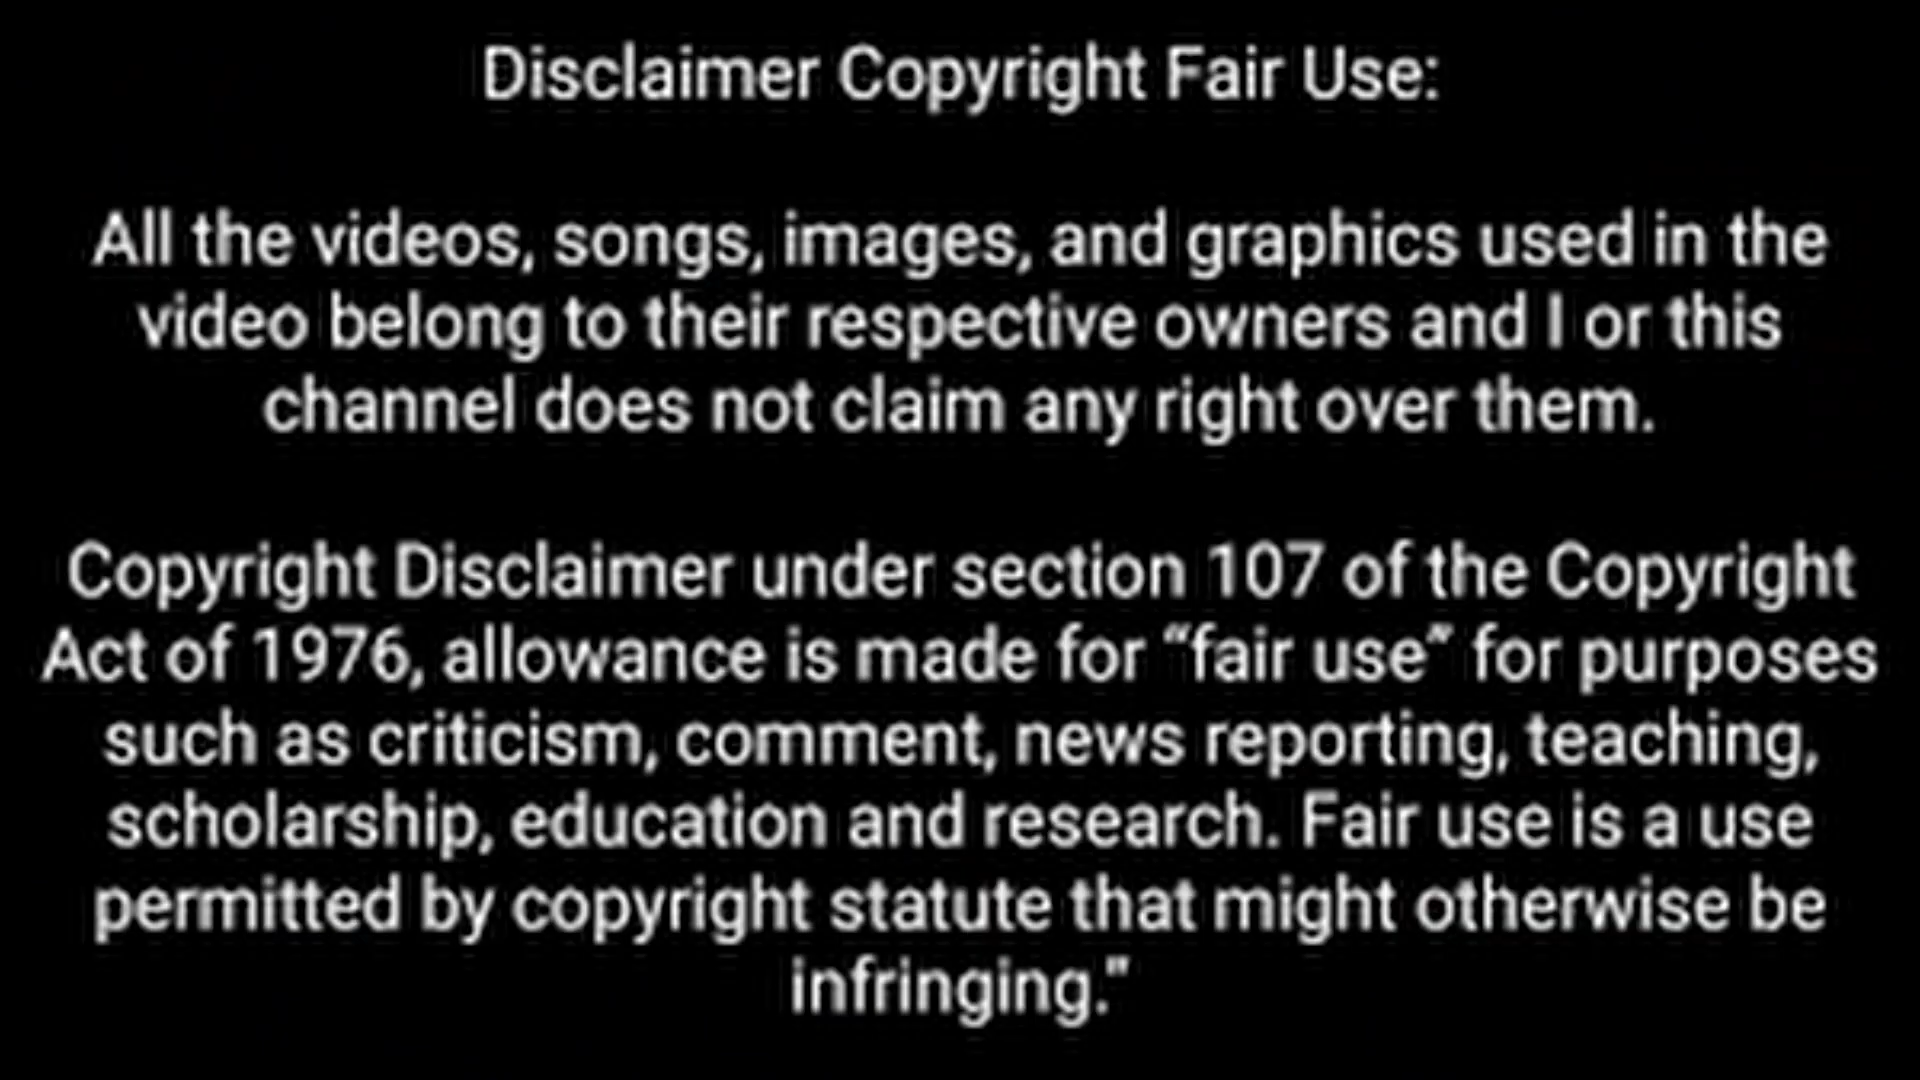 Disclaimer Copyright Fair Use:
All the videos, songs, images, and graphics used in the
video belong to their respective owners and I or this
channel does not claim any right over them.
Copyright Disclaimer under section 107 of the Copyright
Act of 1976, allowance is made for “fair use” for purposes
such as criticism, comment, news reporting, teaching,
scholarship, education and research. Fair use is a use
permitted by copyright statute that might otherwise be
infringing."